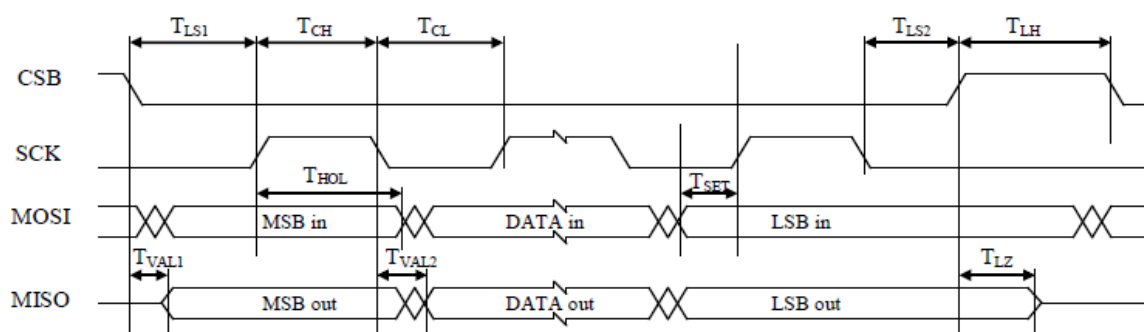 TLS1 TCH TCL TLS2 TLH
CSB
SCK
THOL TSET
MOSI MSB in DATA in LSB in
TVAL1 TVAL2 TLZ
MISO MSB out DATA out LSB out